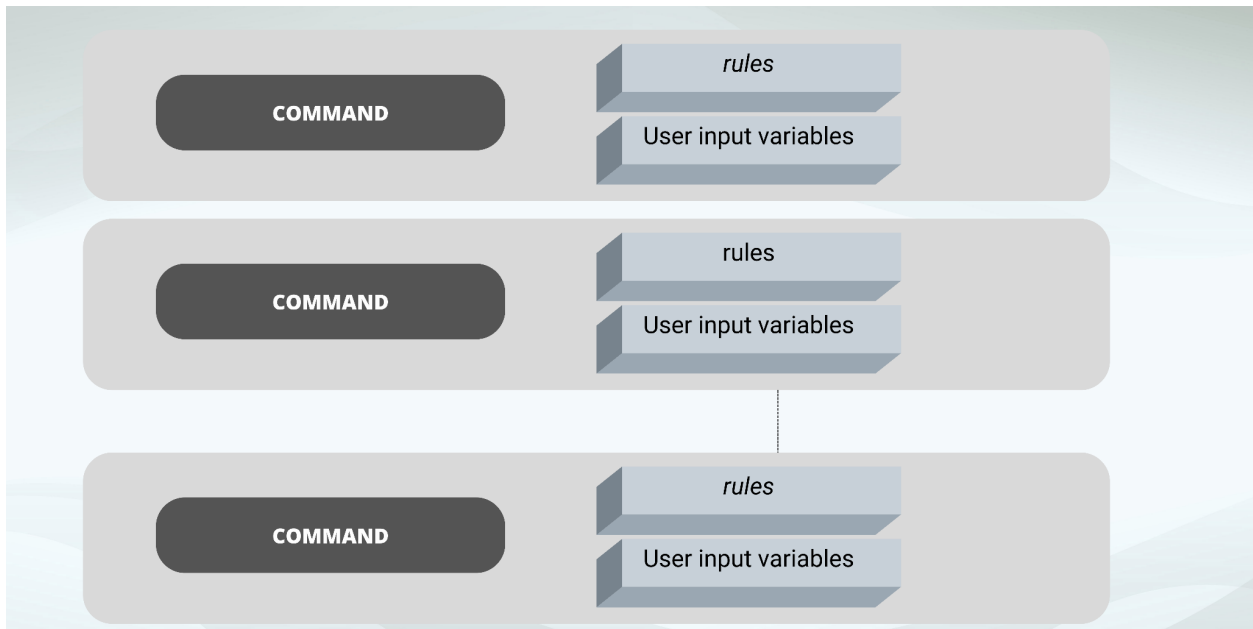 COMMAND
rules
User input variables
COMMAND
rules
User input variables
COMMAND
rules
User input variables